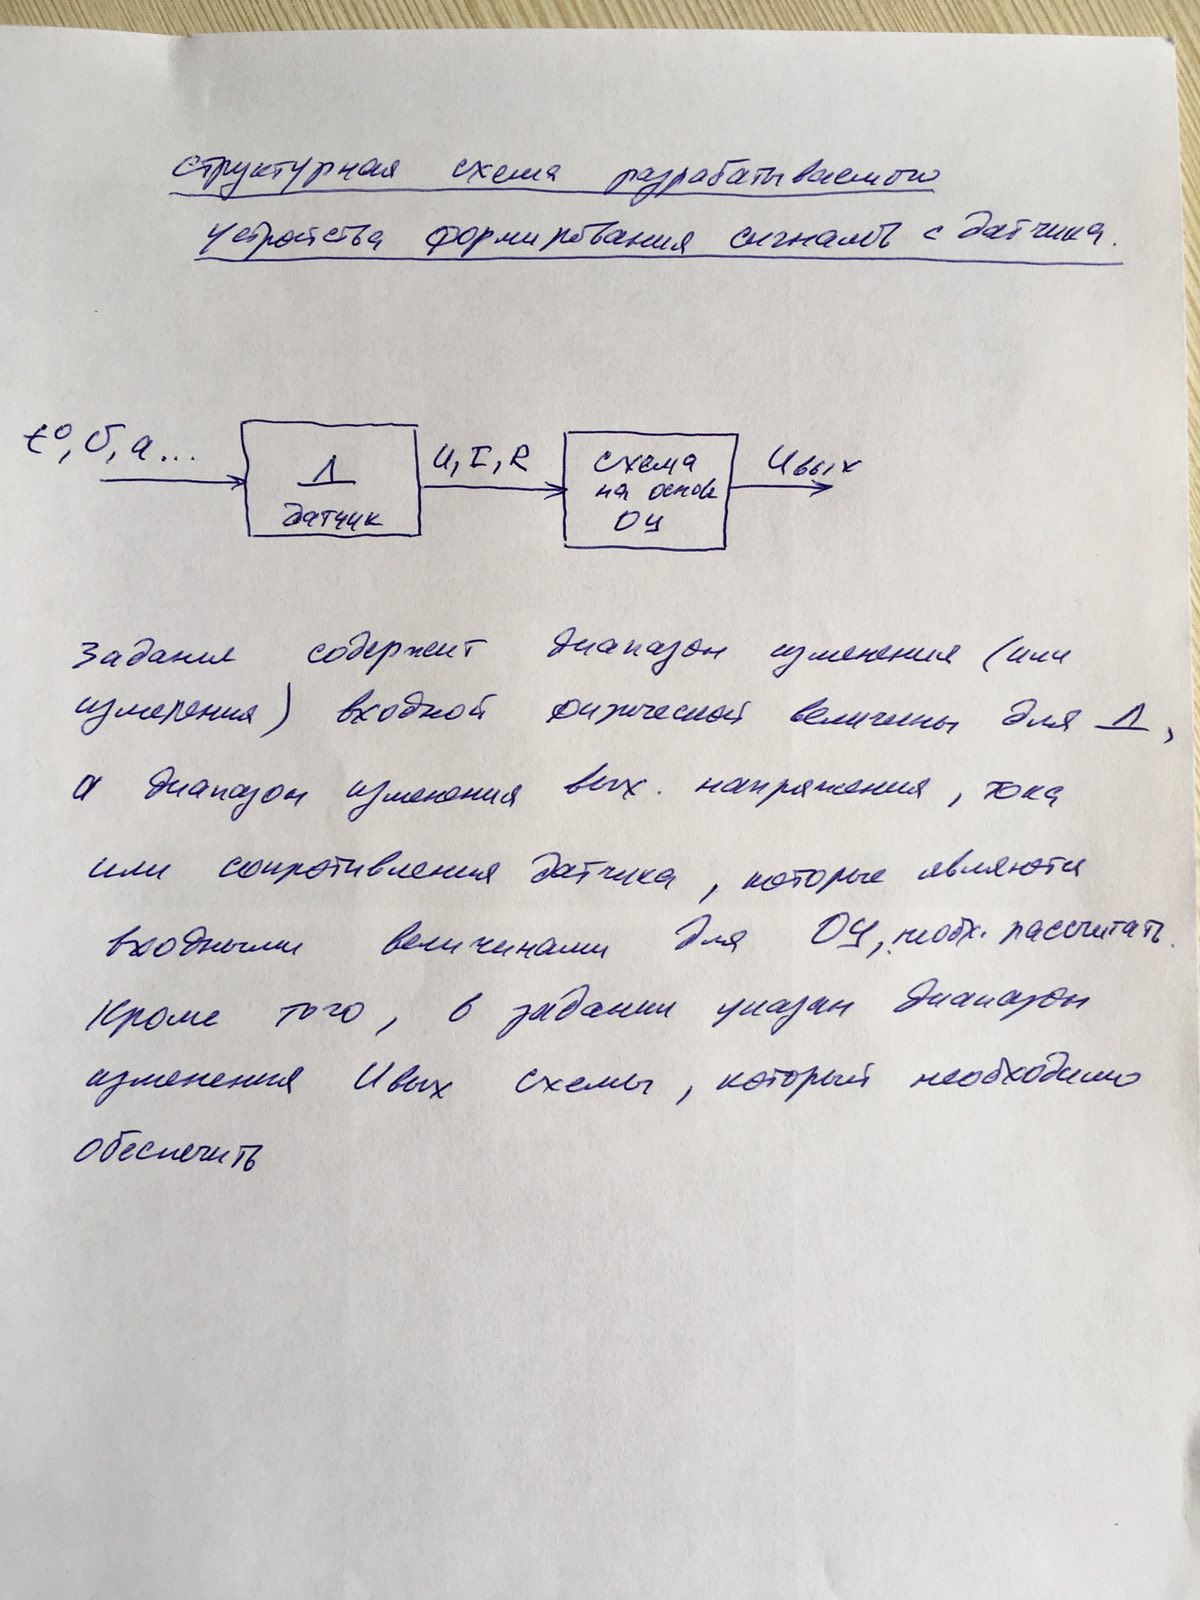 Структурная схема разрабатываемого
устройства формирования сигналов с датчика.
t°, σ, a...
Д
датчик
U, I, R
Схема
на основе
ОУ
Uвых
Задание содержит диапазон изменения (или
измерения) входной физической величины для Д,
а диапазон изменения вых. напряжения, тока
или сопротивления датчика, которые являются
входными величинами для ОУ, необх. рассчитать.
Кроме того, в задании указан диапазон
изменения Uвых схемы, который необходимо
обеспечить